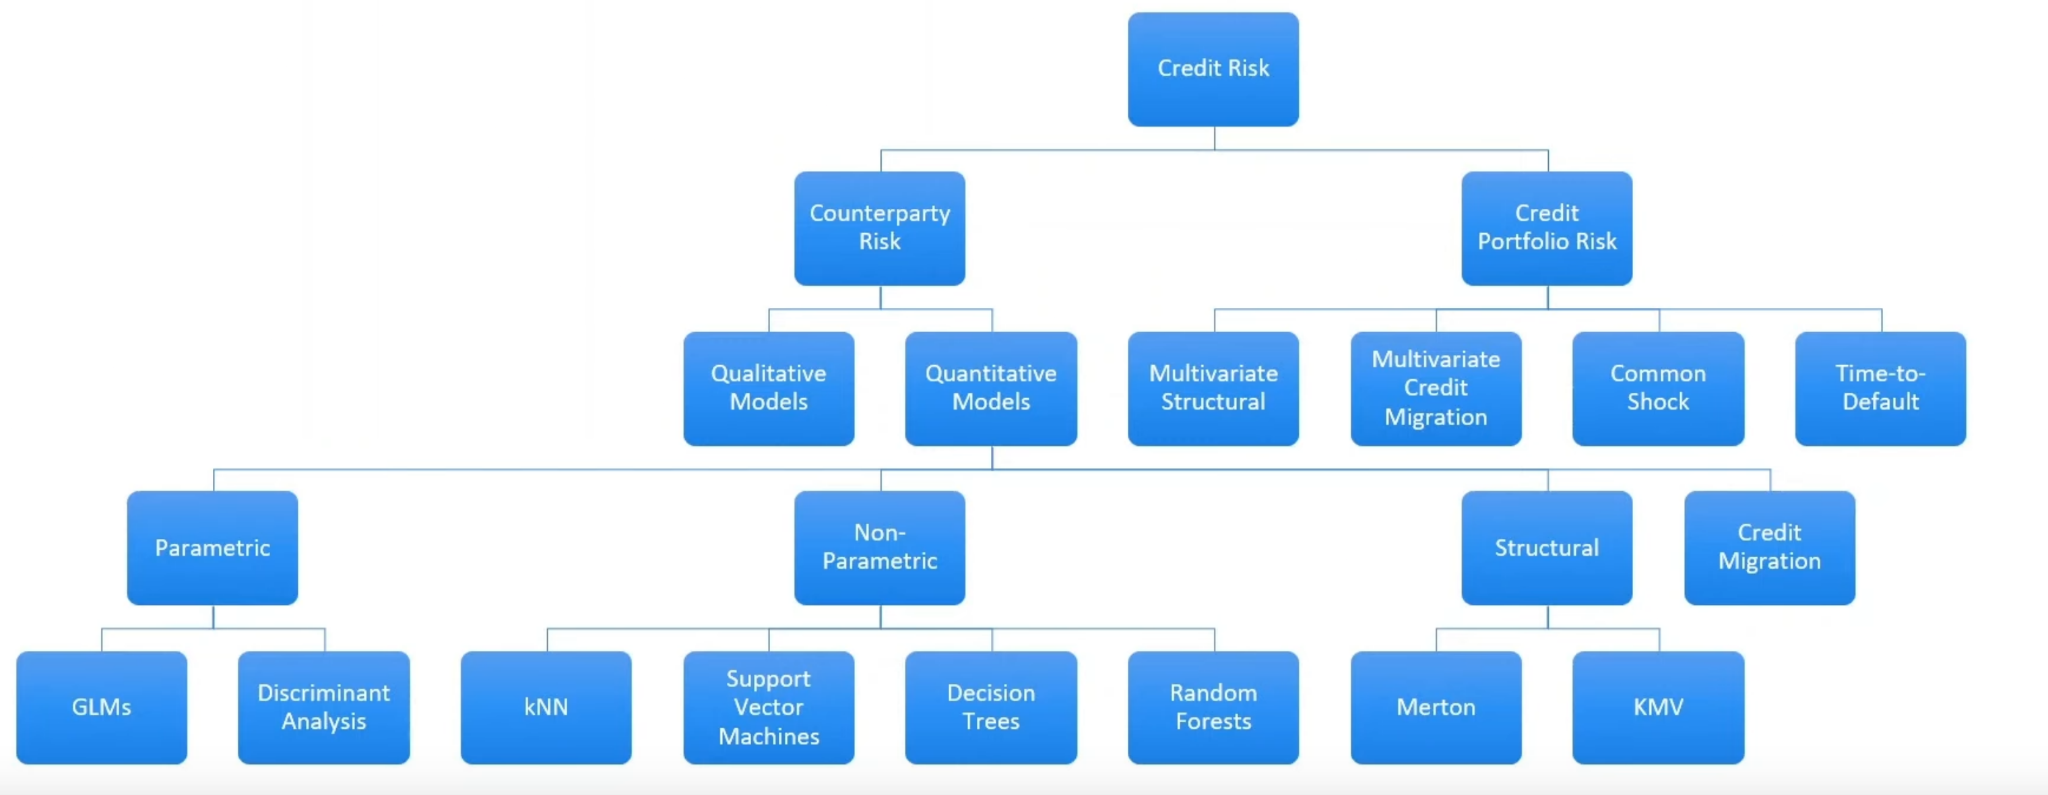 Credit Risk
Counterparty
Risk
Credit
Portfolio Risk
Qualitative
Models
Quantitative
Models
Multivariate
Structural
Multivariate
Credit
Migration
Common
Shock
Time-to-
Default
Parametric
Non-
Parametric
Structural
Credit
Migration
GLMs
Discriminant
Analysis
kNN
Support
Vector
Machines
Decision
Trees
Random
Forests
Merton
KMV